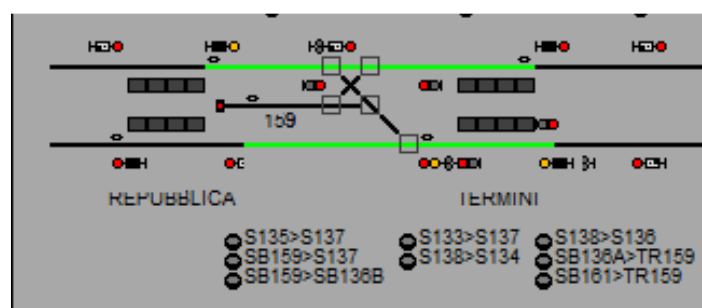 159
REPUBBLICA TERMINI
S135>S137 S133>S137 S138>S136
SB159>S137 S138>S134 SB136A>TR159
SB159>SB136B SB161>TR159